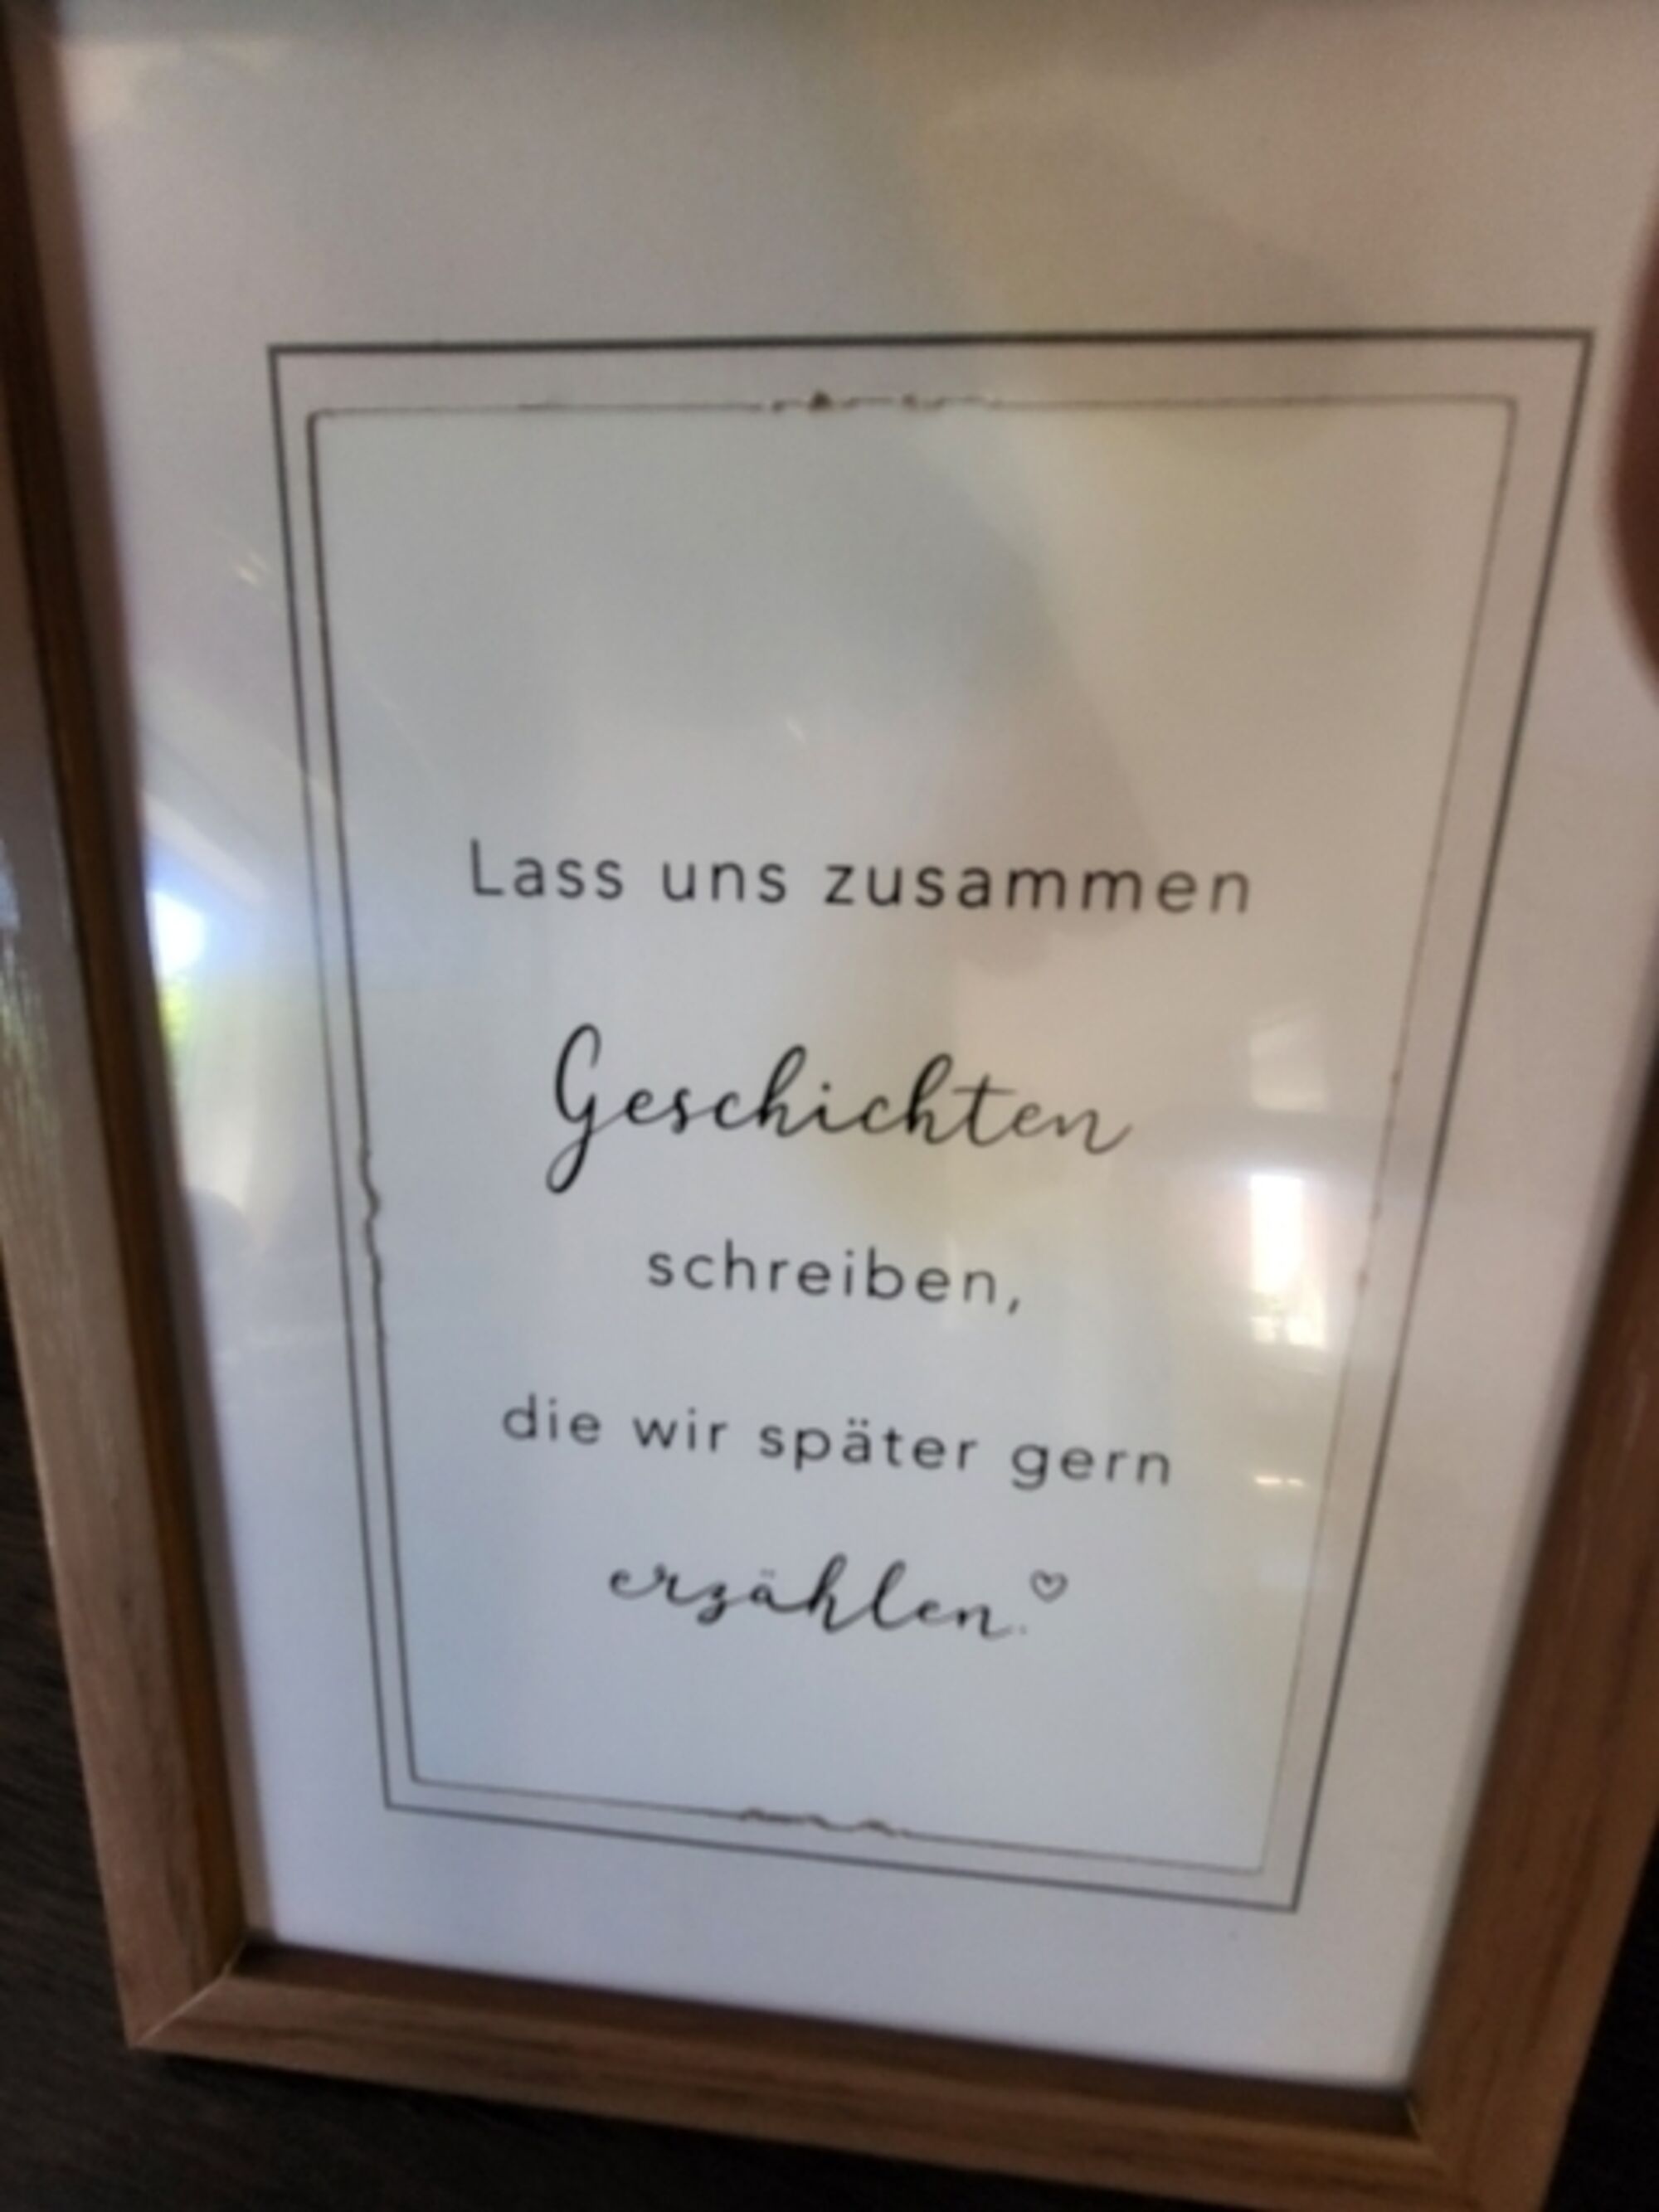 Lass uns zusammen
Geschichten
schreiben,
die wir später gern
erzählen.♡